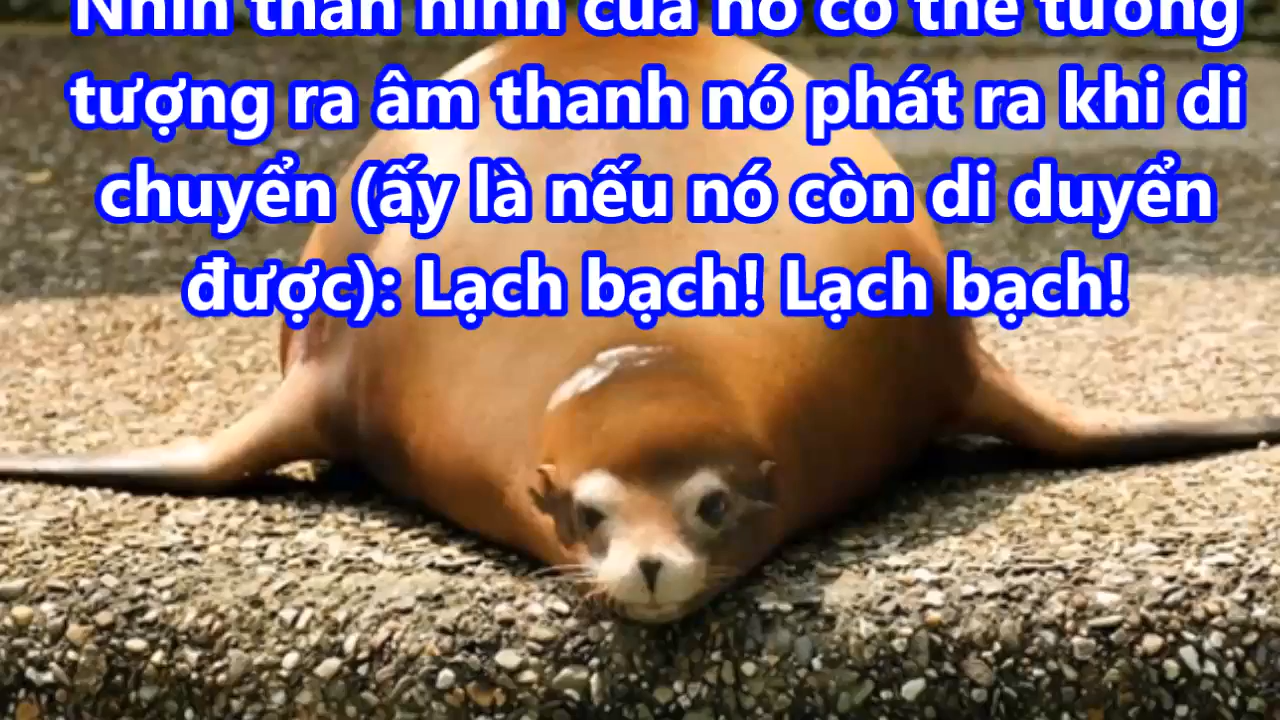 Nhìn thân hình của nó có thể tưởng
tượng ra âm thanh nó phát ra khi di
chuyển (ấy là nếu nó còn di duyển
được): Lạch bạch! Lạch bạch!